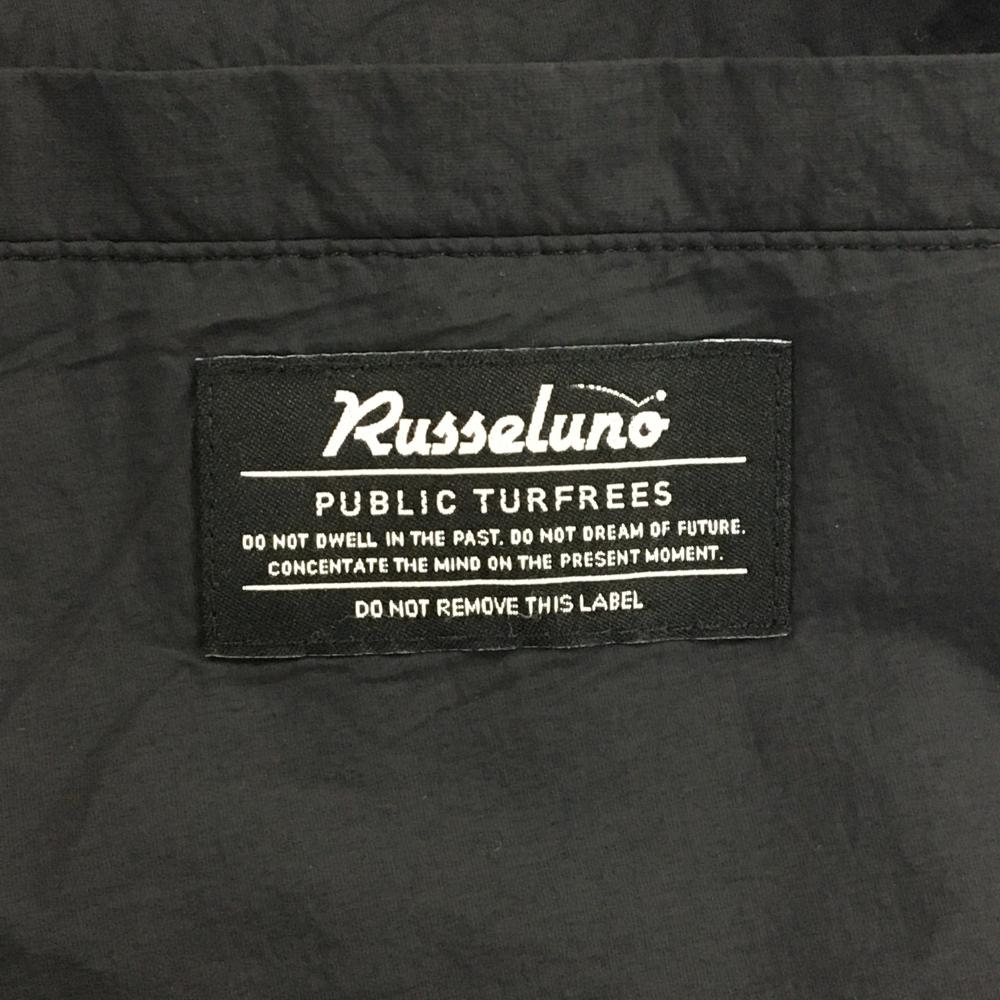 Russeluno
PUBLIC TURFREES
DO NOT DWELL IN THE PAST. DO NOT DREAM OF FUTURE.
CONCENTATE THE MIND ON THE PRESENT MOMENT.
DO NOT REMOVE THIS LABEL